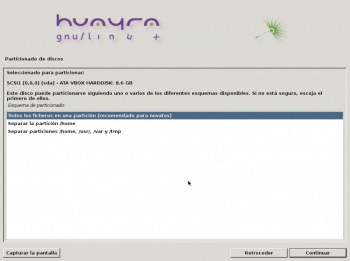 huayra
gnu/linux
Particionado de discos
Seleccionado para particionar:
SCSI1 (0,0,0) (sda) - ATA VBOX HARDDISK: 8.6 GB
Este disco puede particionarse siguiendo uno o varios de los diferentes esquemas disponibles. Si no está seguro, escoja el
primero de ellos.
Esquema de particionado:
Todos los ficheros en una partición (recomendado para novatos)
Separar la partición /home
Separar particiones /home, /usr/, /var y /tmp
Capturar la pantalla
Retroceder
Continuar